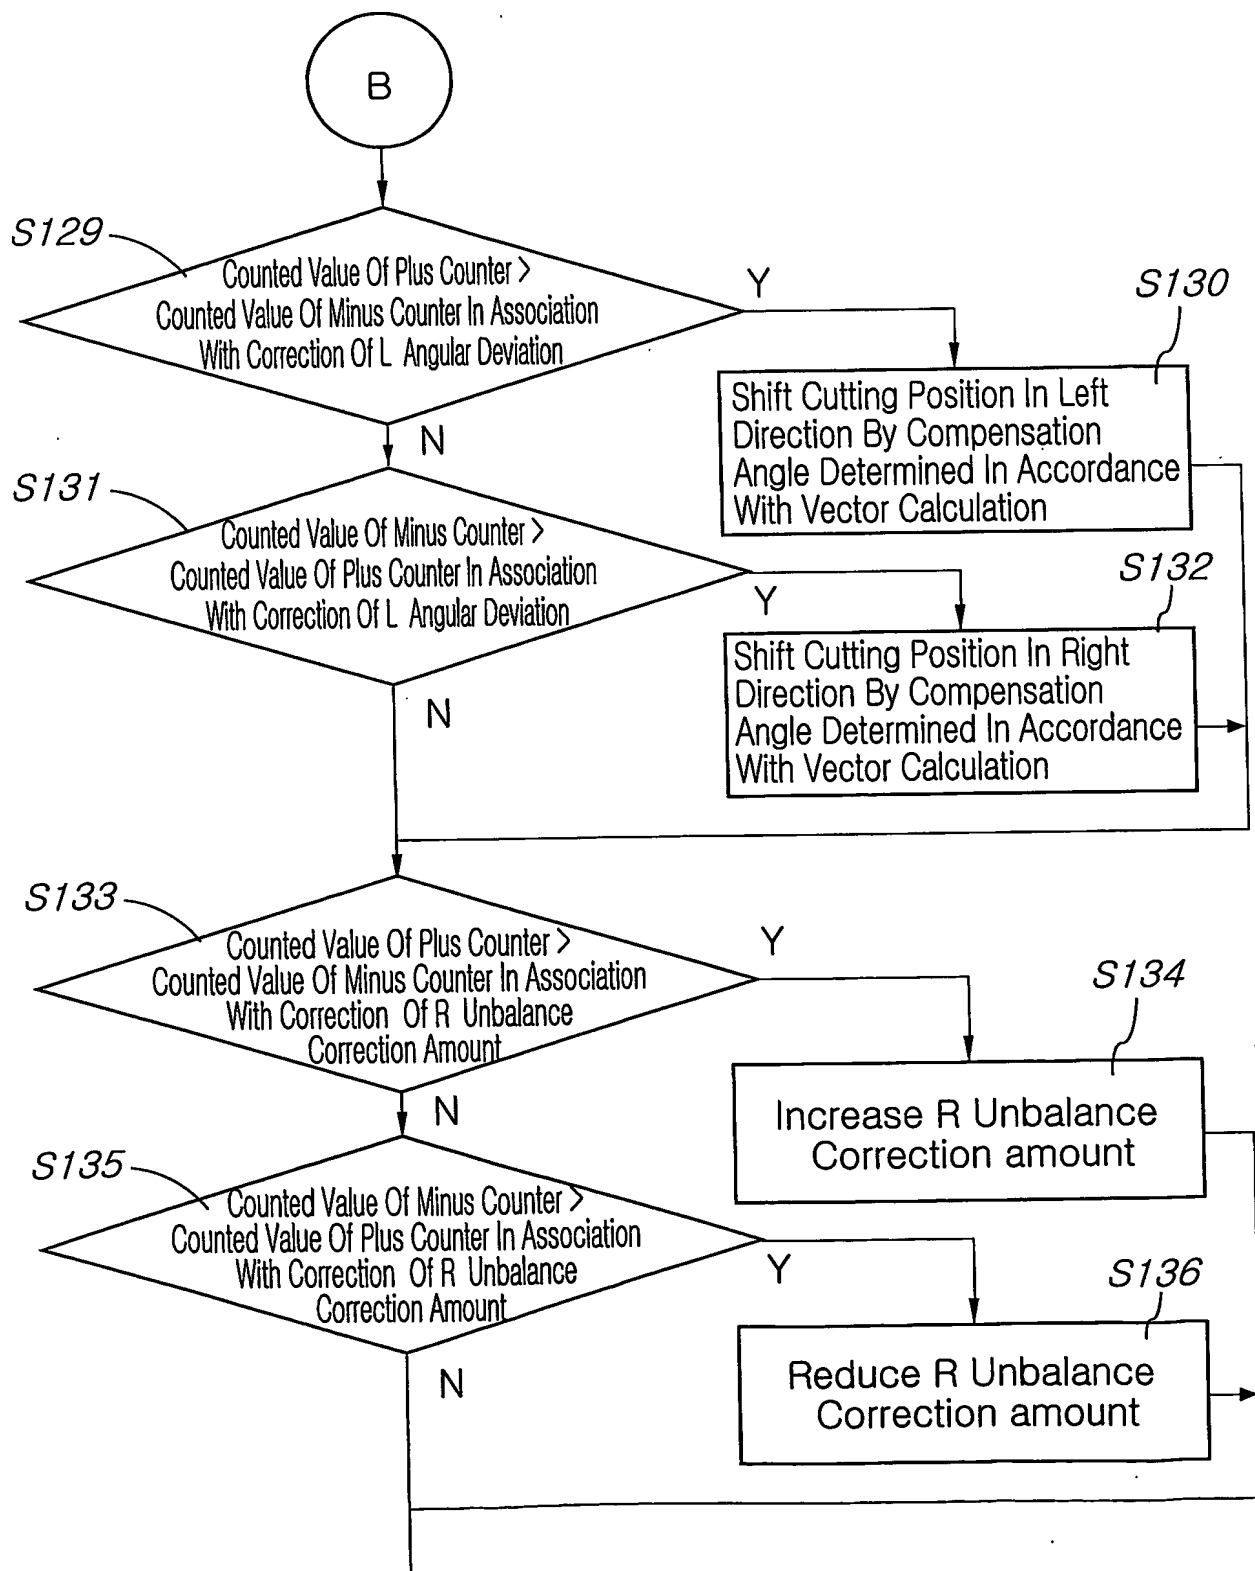 B
S129
Counted Value Of Plus Counter >
Counted Value Of Minus Counter In Association
With Correction Of L Angular Deviation
Y
N
S130
Shift Cutting Position In Left
Direction By Compensation
Angle Determined In Accordance
With Vector Calculation
S131
Counted Value Of Minus Counter >
Counted Value Of Plus Counter In Association
With Correction Of L Angular Deviation
Y
N
S132
Shift Cutting Position In Right
Direction By Compensation
Angle Determined In Accordance
With Vector Calculation
S133
Counted Value Of Plus Counter >
Counted Value Of Minus Counter In Association
With Correction Of R Unbalance
Correction Amount
Y
N
S134
Increase R Unbalance
Correction amount
S135
Counted Value Of Minus Counter >
Counted Value Of Plus Counter In Association
With Correction Of R Unbalance
Correction Amount
Y
N
S136
Reduce R Unbalance
Correction amount